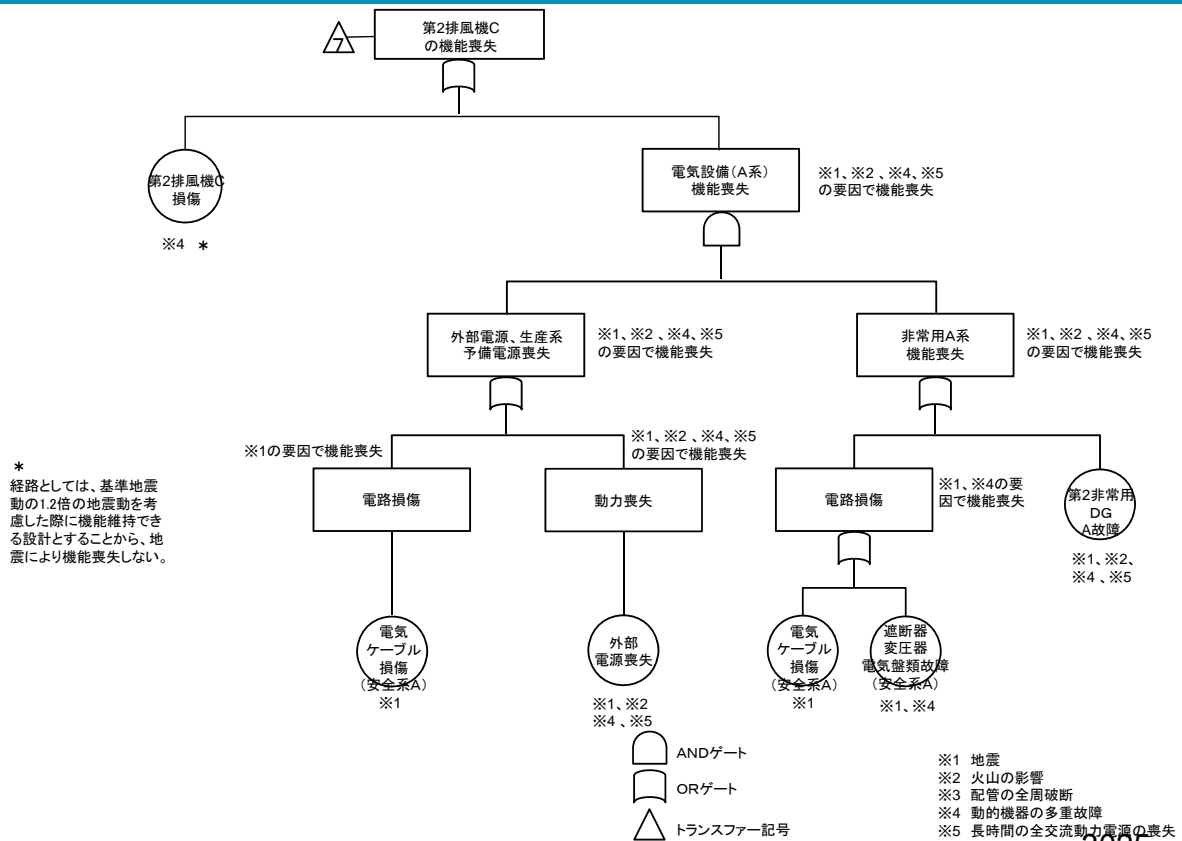 第2排風機C
の機能喪失
7
第2排風機C
損傷
※4 *
電気設備(A系)
機能喪失
※1、※2 、※4、※5
の要因で機能喪失
外部電源、生産系
予備電源喪失
※1、※2 、※4、※5
の要因で機能喪失
非常用A系
機能喪失
※1、※2 、※4、※5
の要因で機能喪失
※1の要因で機能喪失
電路損傷
※1、※2 、※4、※5
の要因で機能喪失
動力喪失
電路損傷
※1、※4の要
因で機能喪失
第2非常用
DG
A故障
※1、※2、
※4 、※5
*
経路としては、基準地震
動の1.2倍の地震動を考
慮した際に機能維持でき
る設計とすることから、地
震により機能喪失しない。
電気
ケーブル
損傷
(安全系A)
※1
外部
電源喪失
※1、※2
※4 、※5
電気
ケーブル
損傷
(安全系A)
※1
遮断器
変圧器
電気盤類故障
(安全系A)
※1、※4
ANDゲート
ORゲート
トランスファー記号
※1 地震
※2 火山の影響
※3 配管の全周破断
※4 動的機器の多重故障
※5 長時間の全交流動力電源の喪失